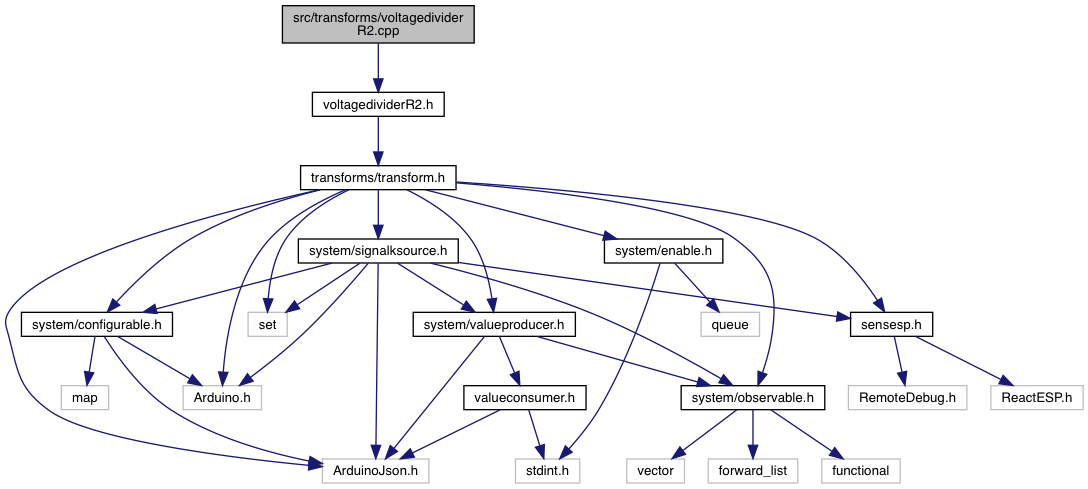 src/transforms/voltagedivider
R2.cpp
voltagedividerR2.h
transforms/transform.h
system/signalksource.h
system/enable.h
system/configurable.h
set
system/valueproducer.h
queue
sensesp.h
map
Arduino.h
valueconsumer.h
system/observable.h
RemoteDebug.h
ReactESP.h
ArduinoJson.h
stdint.h
vector
forward_list
functional